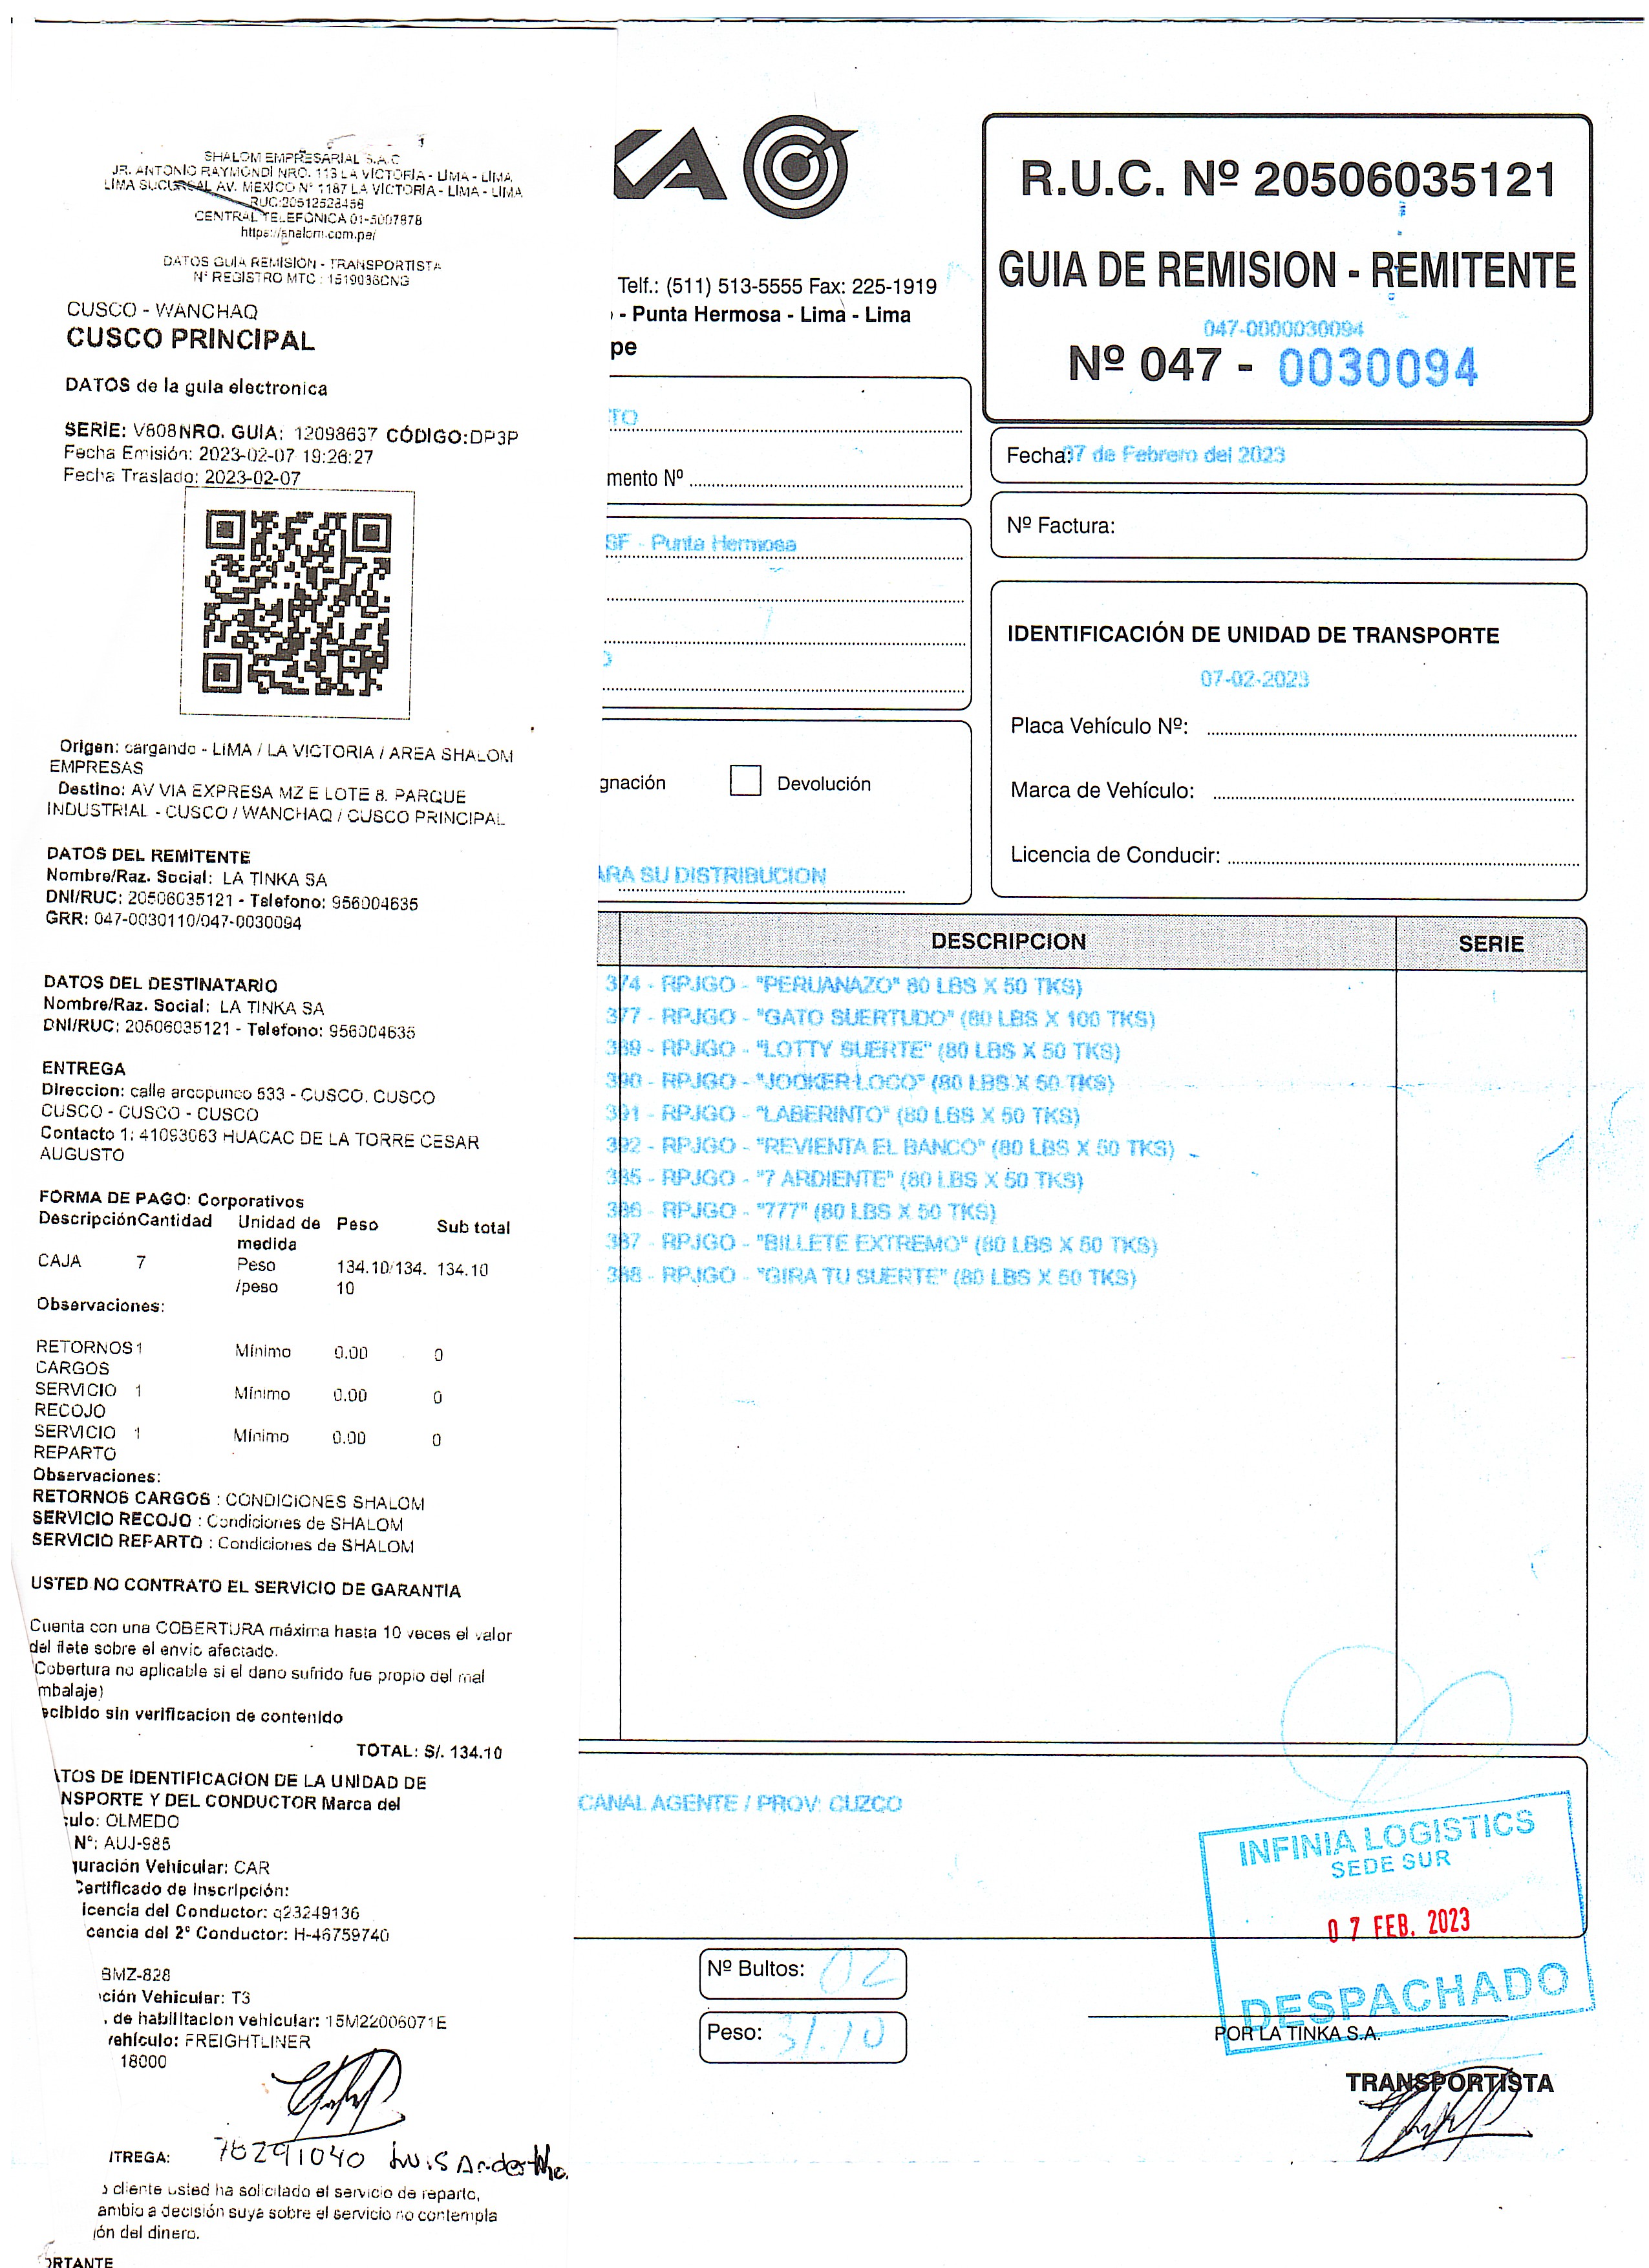 SHALOM EMPRESARIAL S.A.C
JR. ANTONIO RAYMONDI NRO. 113 LA VICTORIA - LIMA - LIMA
LIMA SUCURSAL AV. MEXICO N° 1187 LA VICTORIA - LIMA - LIMA
RUC:20512528458
CENTRAL TELEFONICA 01-5007878
https://shalom.com.pe/
DATOS GUIA REMISION - TRANSPORTISTA
N° REGISTRO MTC : 1519036CNG
CUSCO - WANCHAQ
CUSCO PRINCIPAL
DATOS de la guia electronica
SERIE: V808 NRO. GUIA: 12098637 CÓDIGO:DP3P
Fecha Emisión: 2023-02-07 19:26:27
Fecha Traslado: 2023-02-07
Origen: cargando - LIMA / LA VICTORIA / AREA SHALOM
EMPRESAS
Destino: AV VIA EXPRESA MZ E LOTE 8. PARQUE
INDUSTRIAL - CUSCO / WANCHAQ / CUSCO PRINCIPAL
DATOS DEL REMITENTE
Nombre/Raz. Social: LA TINKA SA
DNI/RUC: 20506035121 - Telefono: 956004635
GRR: 047-0030110/047-0030094
DATOS DEL DESTINATARIO
Nombre/Raz. Social: LA TINKA SA
DNI/RUC: 20506035121 - Telefono: 956004635
ENTREGA
Direccion: calle arcopunco 533 - CUSCO. CUSCO
CUSCO - CUSCO - CUSCO
Contacto 1: 41093063 HUACAC DE LA TORRE CESAR
AUGUSTO
FORMA DE PAGO: Corporativos
Descripción Cantidad Unidad de medida Peso Sub total
CAJA 7 Peso /peso 134.10/134.10 134.10
Observaciones:
RETORNOS CARGOS 1 Mínimo 0.00 0
SERVICIO RECOJO 1 Mínimo 0.00 0
SERVICIO REPARTO 1 Mínimo 0.00 0
Observaciones:
RETORNOS CARGOS : CONDICIONES SHALOM
SERVICIO RECOJO : Condiciones de SHALOM
SERVICIO REPARTO : Condiciones de SHALOM
USTED NO CONTRATO EL SERVICIO DE GARANTIA
Cuenta con una COBERTURA máxima hasta 10 veces el valor
del flete sobre el envio afectado.
Cobertura no aplicable si el dano sufrido fue propio del mal
mbalaje)
ecibido sin verificacion de contenido
TOTAL: S/. 134.10
ATOS DE IDENTIFICACION DE LA UNIDAD DE
NSPORTE Y DEL CONDUCTOR Marca del
ulo: OLMEDO
N°: AUJ-985
uración Vehicular: CAR
Certificado de Inscripción:
icencia del Conductor: q23249136
cencia del 2° Conductor: H-46759740
BMZ-828
ción Vehicular: T3
. de habilitacion vehicular: 15M22006071E
vehículo: FREIGHTLINER
18000
ITREGA: 76291040 Luis
cliente usted ha solicitado el servicio de reparto,
ambio a decisión suya sobre el servicio no contempla
ión del dinero.
ORTANTE
KA
Telf.: (511) 513-5555 Fax: 225-1919
- Punta Hermosa - Lima - Lima
pe
R.U.C. Nº 20506035121
GUIA DE REMISION - REMITENTE
047-0000030094
Nº 047 - 0030094
TO
mento Nº
Fecha: 07 de Febrero del 2023
Nº Factura:
SF - Punta Hermosa
O
IDENTIFICACIÓN DE UNIDAD DE TRANSPORTE
07-02-2023
Placa Vehículo Nº:
Marca de Vehículo:
Licencia de Conducir:
gnación Devolución
ARA SU DISTRIBUCION
DESCRIPCION SERIE
374 - RPJGO - "PERUANAZO" 80 LBS X 50 TKS)
377 - RPJGO - "GATO SUERTUDO" (80 LBS X 100 TKS)
389 - RPJGO - "LOTTY SUERTE" (80 LBS X 50 TKS)
390 - RPJGO - "JOOKER LOCO" (80 LBS X 50 TKS)
391 - RPJGO - "LABERINTO" (80 LBS X 50 TKS)
392 - RPJGO - "REVIENTA EL BANCO" (80 LBS X 50 TKS)
385 - RPJGO - "7 ARDIENTE" (80 LBS X 50 TKS)
386 - RPJGO - "777" (80 LBS X 50 TKS)
387 - RPJGO - "BILLETE EXTREMO" (80 LBS X 50 TKS)
388 - RPJGO - "GIRA TU SUERTE" (80 LBS X 50 TKS)
CANAL AGENTE / PROV: CUZCO
INFINIA LOGISTICS
SEDE SUR
07 FEB. 2023
DESPACHADO
Nº Bultos: 02
Peso: 31.10
POR LA TINKA S.A.
TRANSPORTISTA